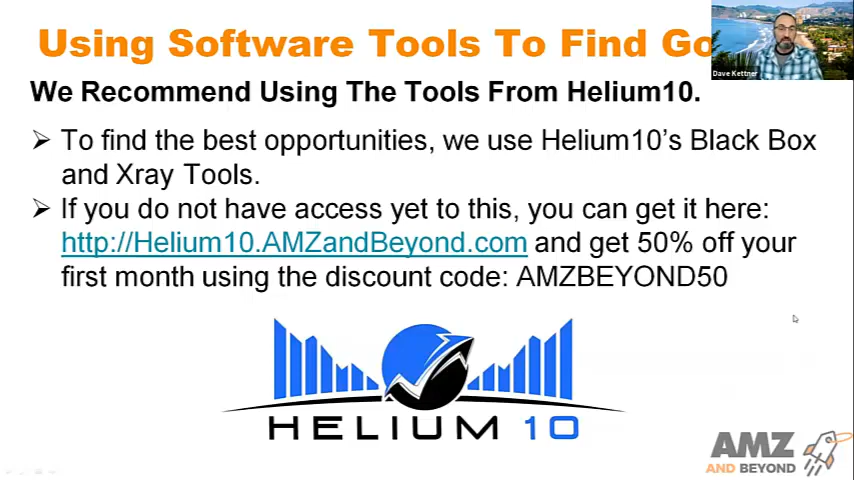 Using Software Tools To Find Go
Dave Kettner
We Recommend Using The Tools From Helium10.
➢ To find the best opportunities, we use Helium10's Black Box
and Xray Tools.
➢ If you do not have access yet to this, you can get it here:
http://Helium10.AMZandBeyond.com and get 50% off your
first month using the discount code: AMZBEYOND50
HELIUM 10
AMZ
AND BEYOND